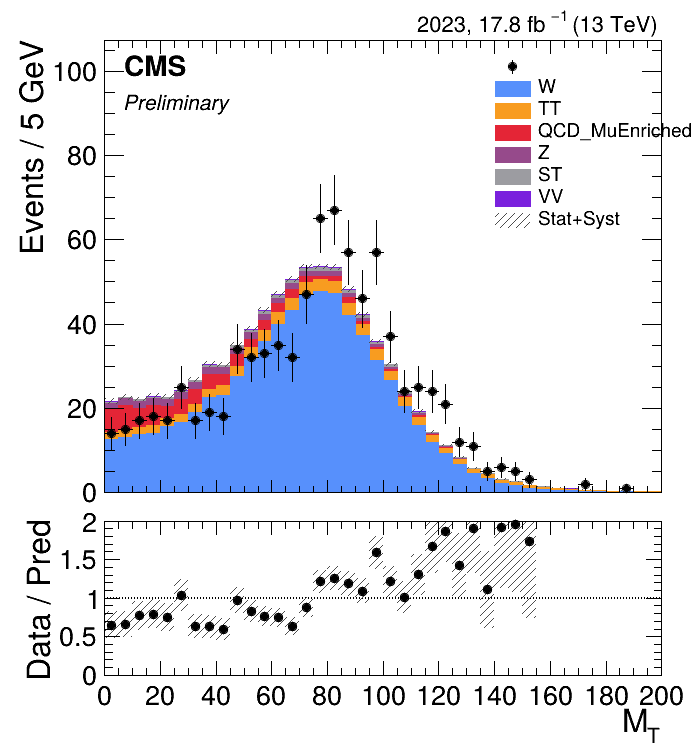 2023, 17.8 fb⁻¹ (13 TeV)
CMS
Preliminary
W
TT
QCD_MuEnriched
Z
ST
VV
Stat+Syst
Events / 5 GeV
100
80
60
40
20
0
Data / Pred
2
1.5
1
0.5
0
0 20 40 60 80 100 120 140 160 180 200
M_T